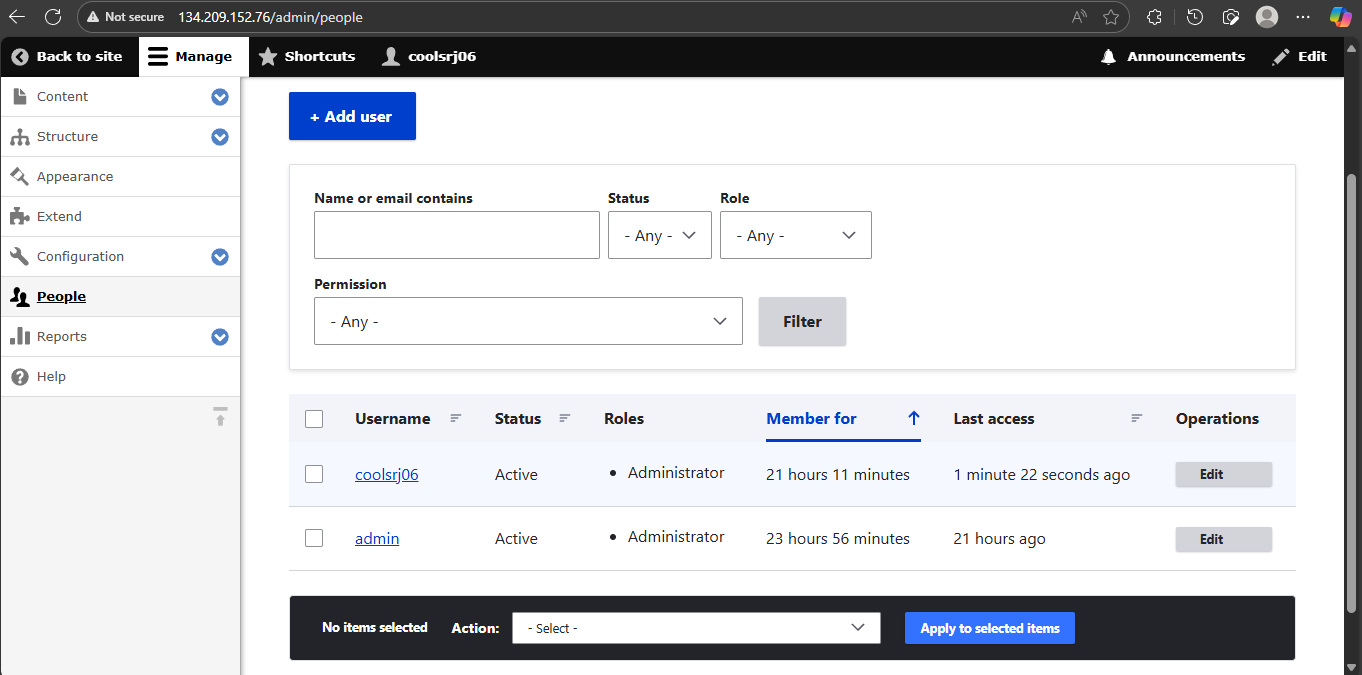 Not secure 134.209.152.76/admin/people
Back to site Manage Shortcuts coolsrj06 Announcements Edit
Content
Structure
Appearance
Extend
Configuration
People
Reports
Help
+ Add user
Name or email contains Status Role
- Any - - Any -
Permission
- Any - Filter
Username Status Roles Member for Last access Operations
coolsrj06 Active • Administrator 21 hours 11 minutes 1 minute 22 seconds ago Edit
admin Active • Administrator 23 hours 56 minutes 21 hours ago Edit
No items selected Action: - Select - Apply to selected items